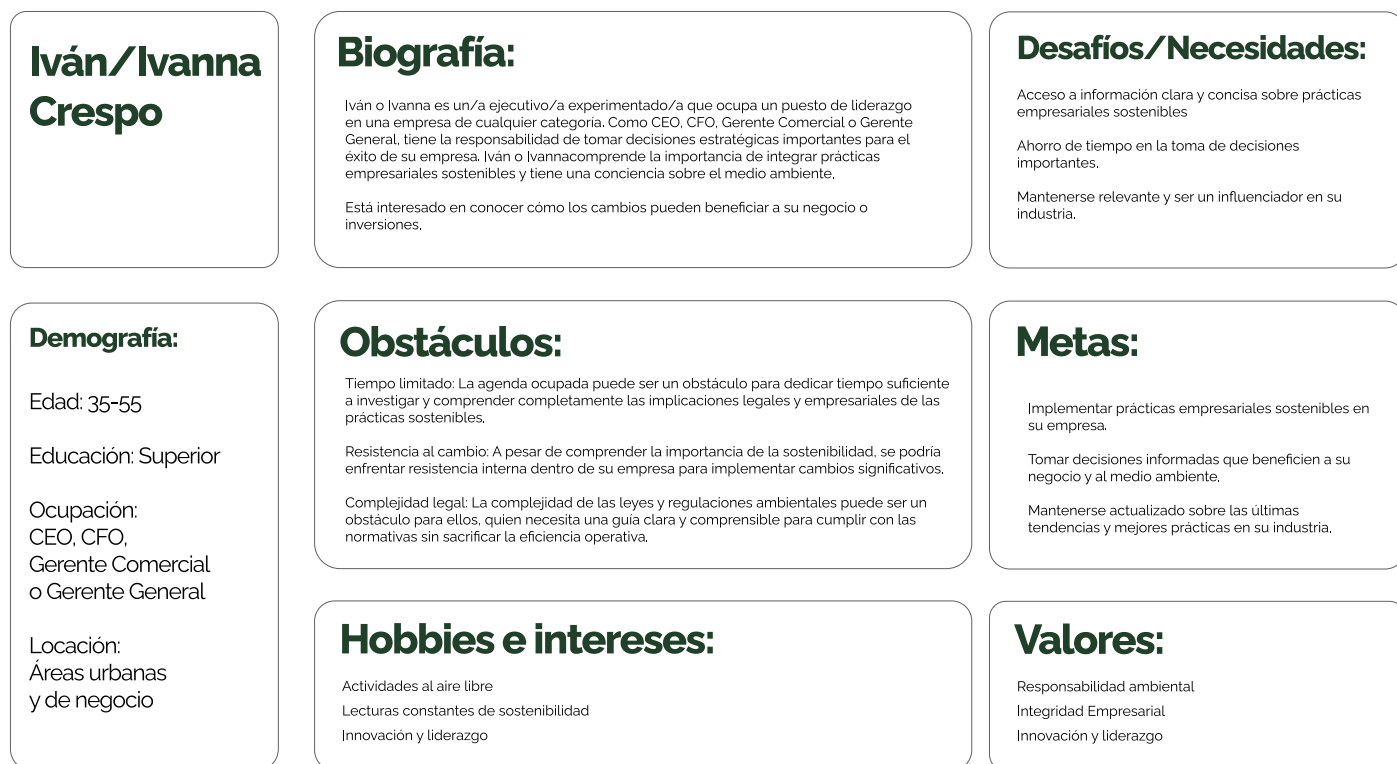 Iván/Ivanna
Crespo
Biografía:
Iván o Ivanna es un/a ejecutivo/a experimentado/a que ocupa un puesto de liderazgo
en una empresa de cualquier categoría. Como CEO, CFO, Gerente Comercial o Gerente
General, tiene la responsabilidad de tomar decisiones estratégicas importantes para el
éxito de su empresa. Iván o Ivannacomprende la importancia de integrar prácticas
empresariales sostenibles y tiene una conciencia sobre el medio ambiente.
Está interesado en conocer cómo los cambios pueden beneficiar a su negocio o
inversiones.
Desafíos/Necesidades:
Acceso a información clara y concisa sobre prácticas
empresariales sostenibles
Ahorro de tiempo en la toma de decisiones
importantes.
Mantenerse relevante y ser un influenciador en su
industria.
Demografía:
Edad: 35-55
Educación: Superior
Ocupación:
CEO, CFO,
Gerente Comercial
o Gerente General
Locación:
Áreas urbanas
y de negocio
Obstáculos:
Tiempo limitado: La agenda ocupada puede ser un obstáculo para dedicar tiempo suficiente
a investigar y comprender completamente las implicaciones legales y empresariales de las
prácticas sostenibles.
Resistencia al cambio: A pesar de comprender la importancia de la sostenibilidad, se podría
enfrentar resistencia interna dentro de su empresa para implementar cambios significativos.
Complejidad legal: La complejidad de las leyes y regulaciones ambientales puede ser un
obstáculo para ellos, quien necesita una guía clara y comprensible para cumplir con las
normativas sin sacrificar la eficiencia operativa.
Metas:
Implementar prácticas empresariales sostenibles en
su empresa.
Tomar decisiones informadas que beneficien a su
negocio y al medio ambiente.
Mantenerse actualizado sobre las últimas
tendencias y mejores prácticas en su industria.
Hobbies e intereses:
Actividades al aire libre
Lecturas constantes de sostenibilidad
Innovación y liderazgo
Valores:
Responsabilidad ambiental
Integridad Empresarial
Innovación y liderazgo